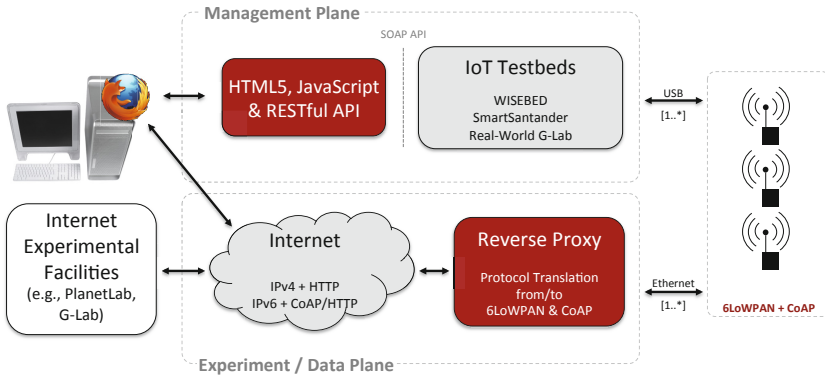 Management Plane
SOAP API
HTML5, JavaScript
& RESTful API
IoT Testbeds
WISEBED
SmartSantander
Real-World G-Lab
USB
[1..*]
Internet
Experimental
Facilities
(e.g., PlanetLab,
G-Lab)
Internet
IPv4 + HTTP
IPv6 + CoAP/HTTP
Reverse Proxy
Protocol Translation
from/to
6LoWPAN & CoAP
Ethernet
[1..*]
6LoWPAN + CoAP
Experiment / Data Plane